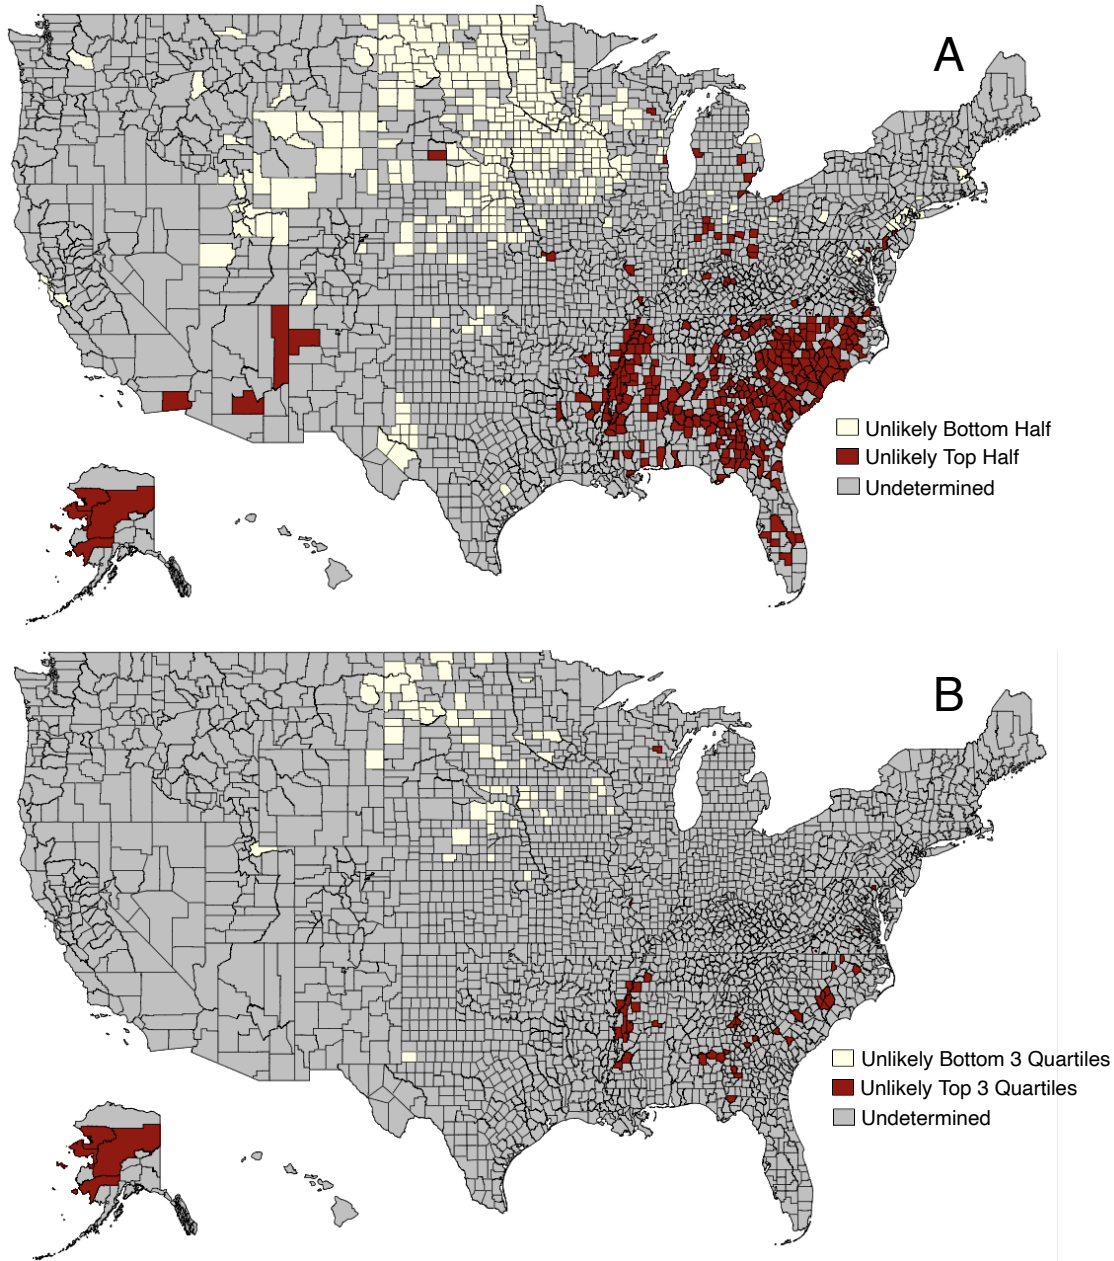 A
Unlikely Bottom Half
Unlikely Top Half
Undetermined
B
Unlikely Bottom 3 Quartiles
Unlikely Top 3 Quartiles
Undetermined